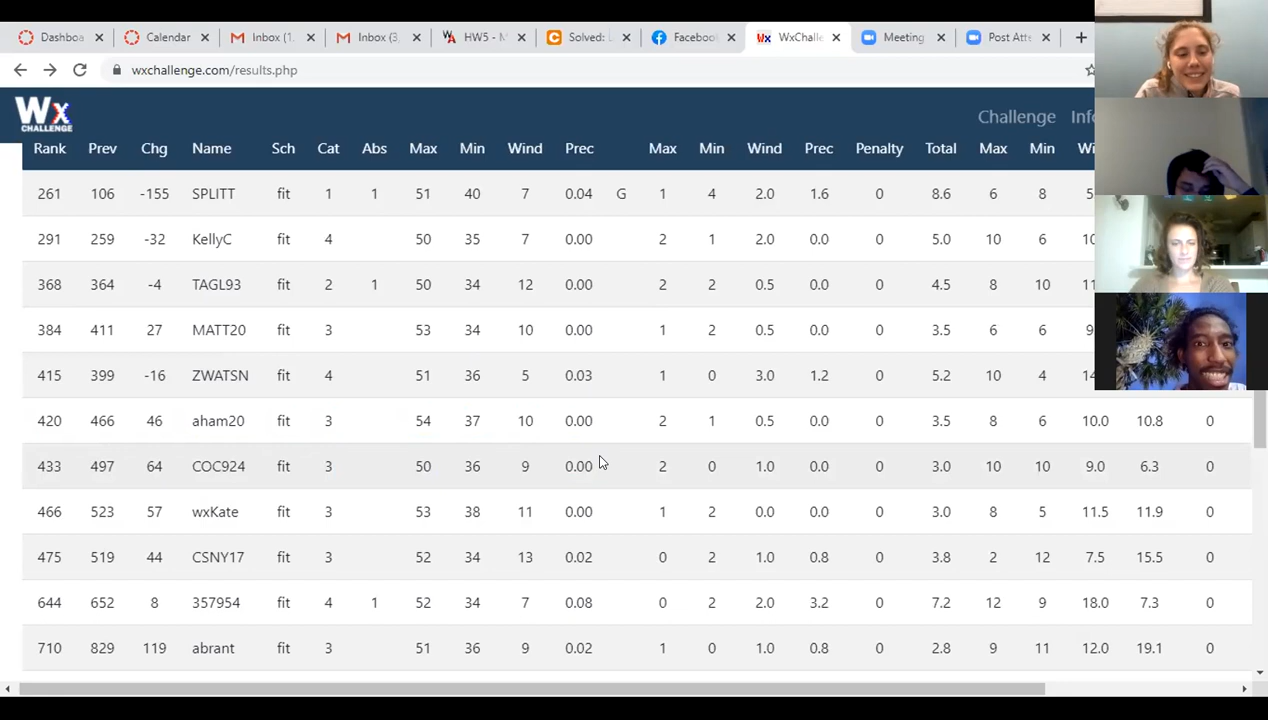 Dashboa Calendar Inbox (1. Inbox (3, HW5 - M Solved: L Facebook WxChalle Meeting Post Atte
wxchallenge.com/results.php
Wx CHALLENGE Challenge Info
Rank Prev Chg Name Sch Cat Abs Max Min Wind Prec Max Min Wind Prec Penalty Total Max Min Wi
261 106 -155 SPLITT fit 1 1 51 40 7 0.04 G 1 4 2.0 1.6 0 8.6 6 8 5
291 259 -32 KellyC fit 4 50 35 7 0.00 2 1 2.0 0.0 0 5.0 10 6 10
368 364 -4 TAGL93 fit 2 1 50 34 12 0.00 2 2 0.5 0.0 0 4.5 8 10 11
384 411 27 MATT20 fit 3 53 34 10 0.00 1 2 0.5 0.0 0 3.5 6 6 9
415 399 -16 ZWATSN fit 4 51 36 5 0.03 1 0 3.0 1.2 0 5.2 10 4 14
420 466 46 aham20 fit 3 54 37 10 0.00 2 1 0.5 0.0 0 3.5 8 6 10.0 10.8 0
433 497 64 COC924 fit 3 50 36 9 0.00 2 0 1.0 0.0 0 3.0 10 10 9.0 6.3 0
466 523 57 wxKate fit 3 53 38 11 0.00 1 2 0.0 0.0 0 3.0 8 5 11.5 11.9 0
475 519 44 CSNY17 fit 3 52 34 13 0.02 0 2 1.0 0.8 0 3.8 2 12 7.5 15.5 0
644 652 8 357954 fit 4 1 52 34 7 0.08 0 2 2.0 3.2 0 7.2 12 9 18.0 7.3 0
710 829 119 abrant fit 3 51 36 9 0.02 1 0 1.0 0.8 0 2.8 9 11 12.0 19.1 0